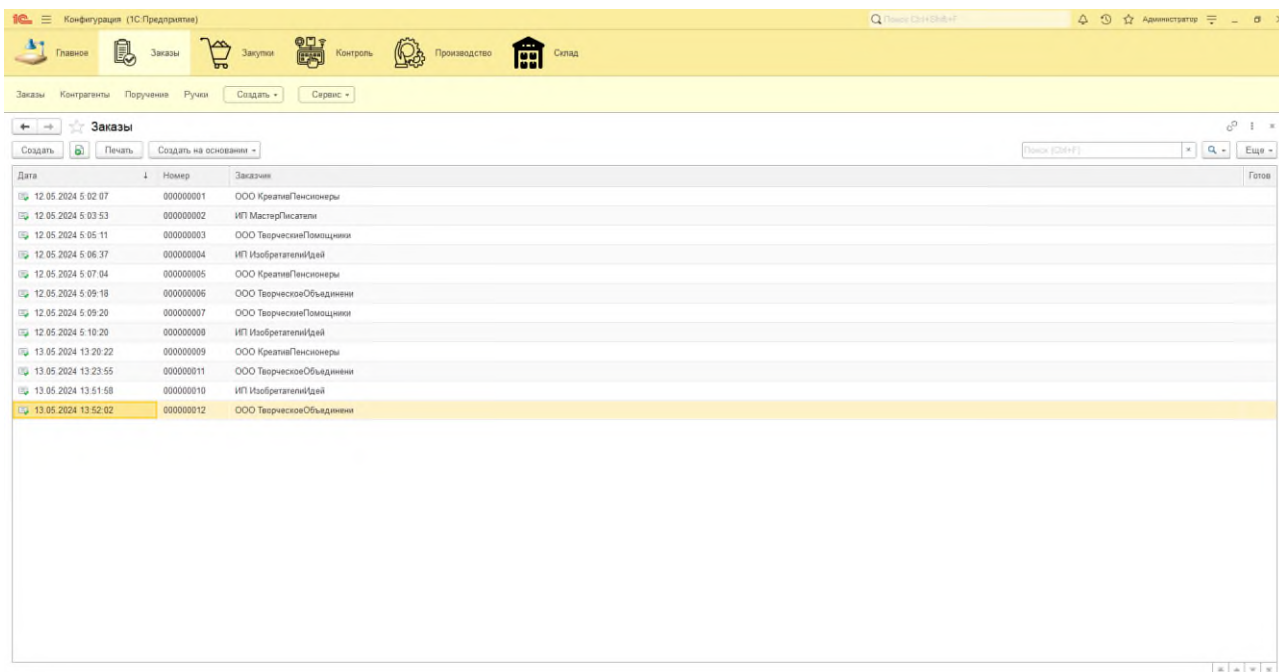 1С Конфигурация (1С:Предприятие) Поиск Ctrl+Shift+F Администратор
Главное Заказы Закупки Контроль Производство Склад
Заказы Контрагенты Поручение Ручки Создать Сервис
Заказы
Создать Печать Создать на основании Поиск (Ctrl+F) Еще
Дата Номер Заказчик Готов
12.05.2024 5:02:07 000000001 ООО КреативПенсионеры
12.05.2024 5:03:53 000000002 ИП МастерПисатели
12.05.2024 5:05:11 000000003 ООО ТворческиеПомощники
12.05.2024 5:06:37 000000004 ИП ИзобретателиИдей
12.05.2024 5:07:04 000000005 ООО КреативПенсионеры
12.05.2024 5:09:18 000000006 ООО ТворческоеОбъединени
12.05.2024 5:09:20 000000007 ООО ТворческиеПомощники
12.05.2024 5:10:20 000000008 ИП ИзобретателиИдей
13.05.2024 13:20:22 000000009 ООО КреативПенсионеры
13.05.2024 13:23:55 000000011 ООО ТворческоеОбъединени
13.05.2024 13:51:58 000000010 ИП ИзобретателиИдей
13.05.2024 13:52:02 000000012 ООО ТворческоеОбъединени